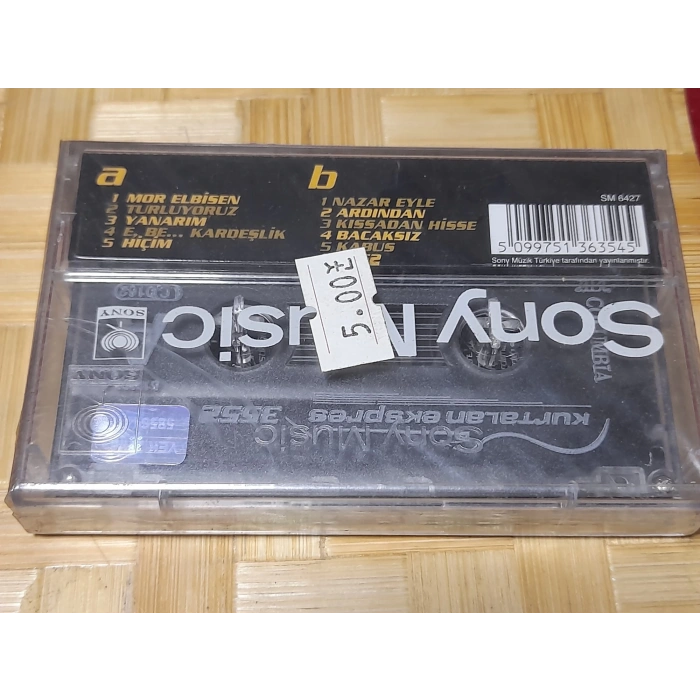 a
1 MOR ELBİSEN
2 TURLUYORUZ
3 YANARIM
4 E, BE... KARDEŞLİK
5 HİÇİM
b
1 NAZAR EYLE
2 ARDINDAN
3 KISSADAN HİSSE
4 BACAKSIZ
5 KABUS
SM 6427
5 099751 363545
Sony Müzik Türkiye tarafından yayınlanmıştır.
5.00
Sony Music
SONY
SONY
COLUMBIA
kurtalan ekspres
3552
Sony Music